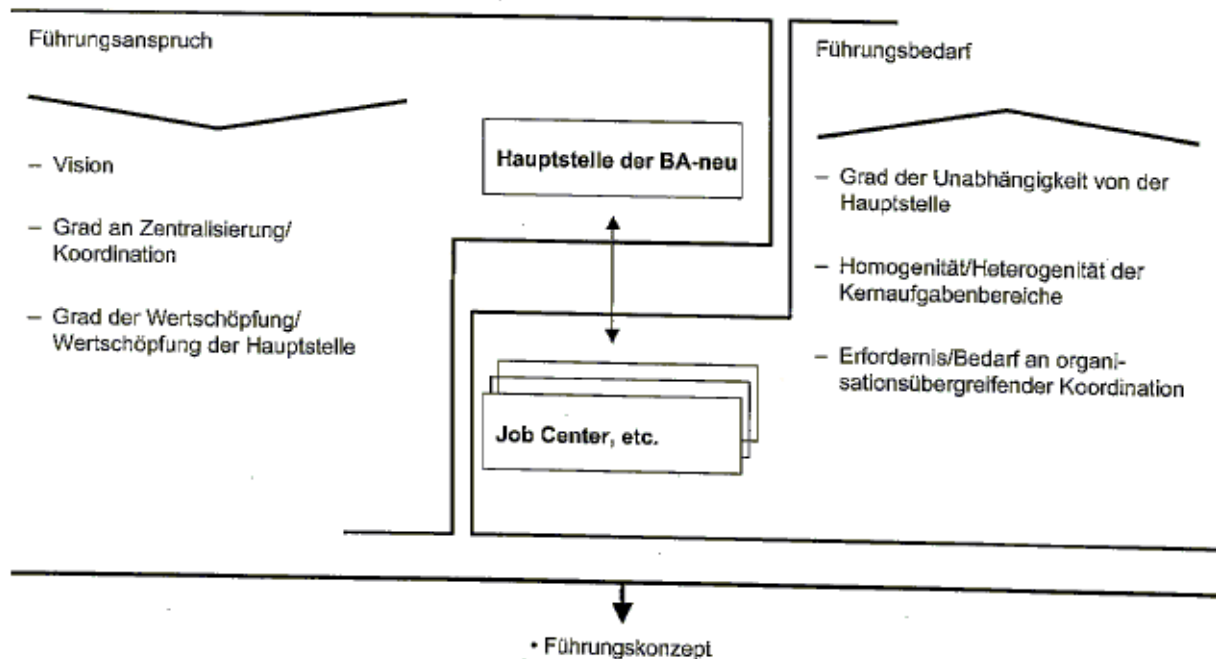 Führungsanspruch
– Vision
– Grad an Zentralisierung/
Koordination
– Grad der Wertschöpfung/
Wertschöpfung der Hauptstelle
Hauptstelle der BA-neu
Job Center, etc.
Führungsbedarf
– Grad der Unabhängigkeit von der
Hauptstelle
– Homogenität/Heterogenität der
Kernaufgabenbereiche
– Erfordernis/Bedarf an organi-
sationsübergreifender Koordination
• Führungskonzept